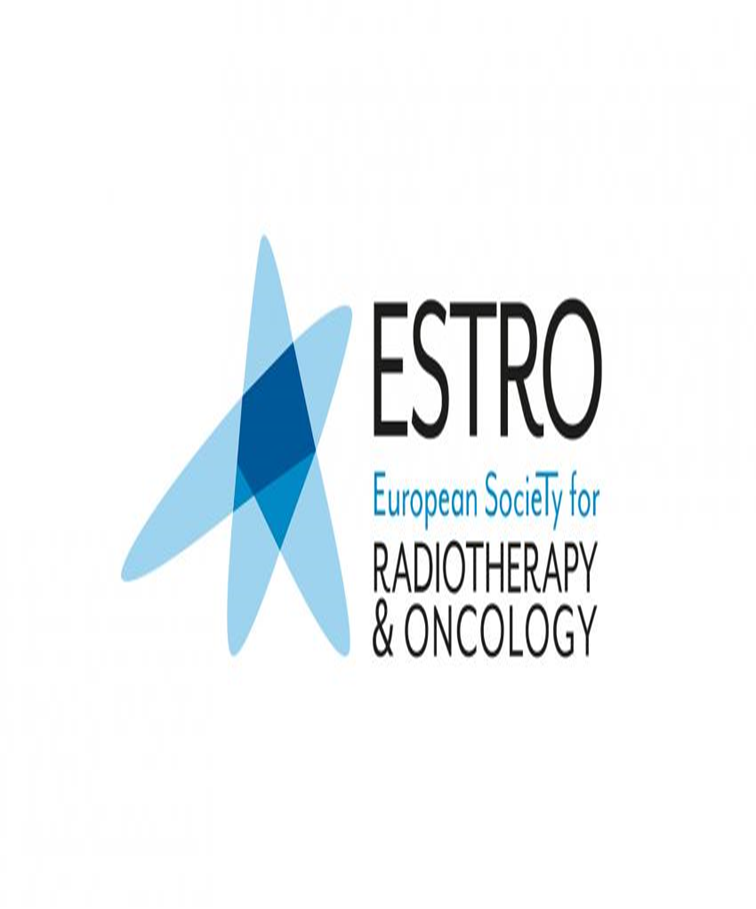 ESTRO
European SocieTy for
RADIOTHERAPY
& ONCOLOGY